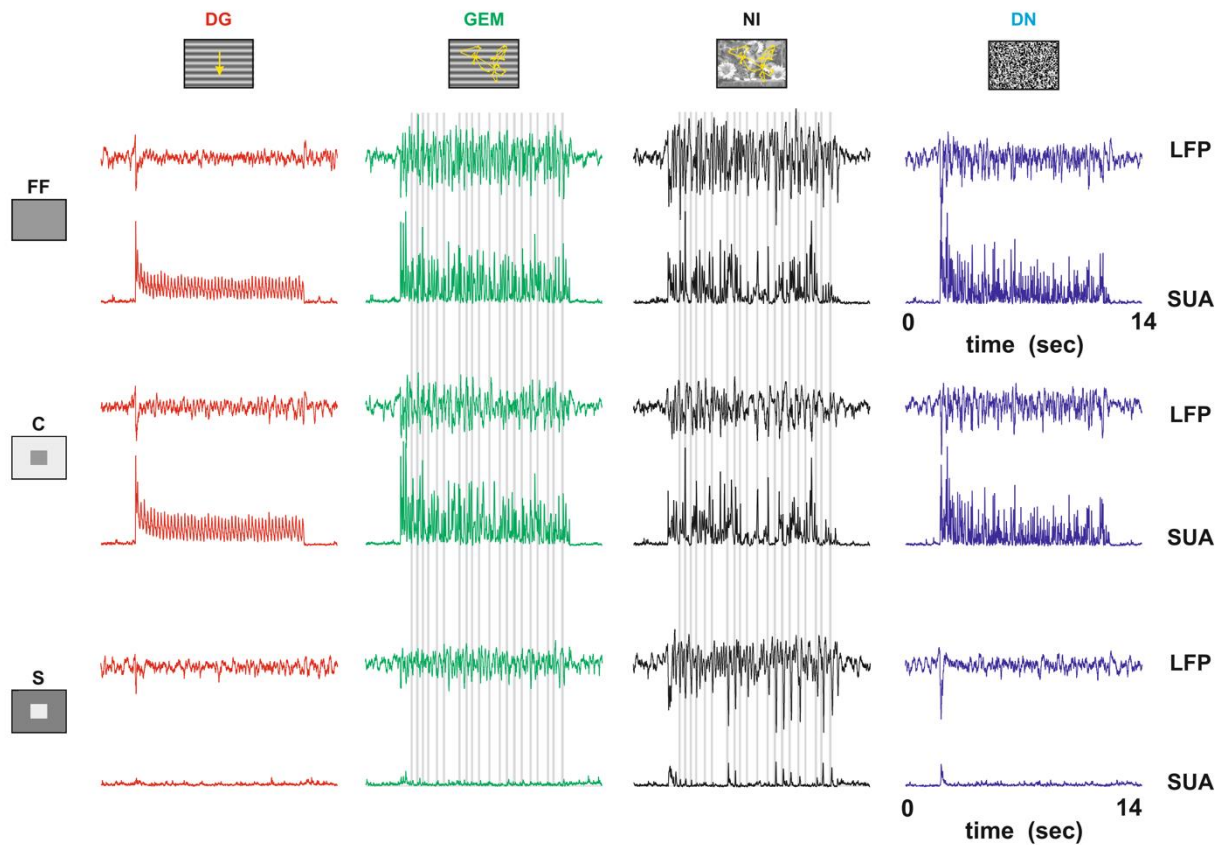 DG GEM NI DN
LFP
FF
SUA
0 14
time (sec)
LFP
C
SUA
LFP
S
SUA
0 14
time (sec)